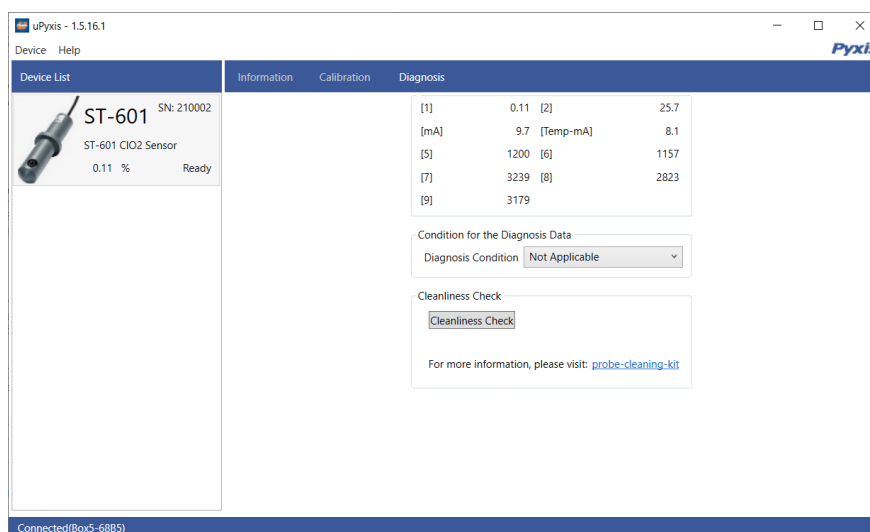 uPyxis - 1.5.16.1
Device Help
Pyxis
Device List
Information Calibration Diagnosis
ST-601 SN: 210002
ST-601 ClO2 Sensor
0.11 % Ready
[1] 0.11 [2] 25.7
[mA] 9.7 [Temp-mA] 8.1
[5] 1200 [6] 1157
[7] 3239 [8] 2823
[9] 3179
Condition for the Diagnosis Data
Diagnosis Condition Not Applicable
Cleanliness Check
Cleanliness Check
For more information, please visit: probe-cleaning-kit
Connected(Box5-68B5)